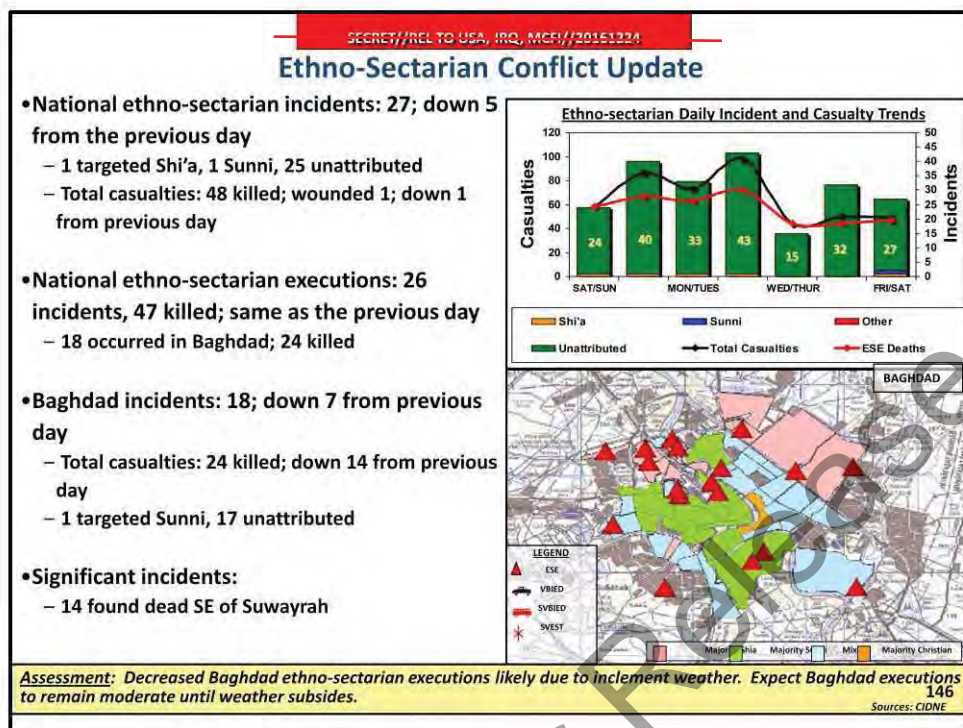 SECRET//REL TO USA, IRQ, MCFI//20161224
Ethno-Sectarian Conflict Update
•National ethno-sectarian incidents: 27; down 5
from the previous day
– 1 targeted Shi'a, 1 Sunni, 25 unattributed
– Total casualties: 48 killed; wounded 1; down 1
from previous day
•National ethno-sectarian executions: 26
incidents, 47 killed; same as the previous day
– 18 occurred in Baghdad; 24 killed
•Baghdad incidents: 18; down 7 from previous
day
– Total casualties: 24 killed; down 14 from previous
day
– 1 targeted Sunni, 17 unattributed
•Significant incidents:
– 14 found dead SE of Suwayrah
Ethno-sectarian Daily Incident and Casualty Trends
Casualties
120
100
80
60
40
20
0
Incidents
50
45
40
35
30
25
20
15
10
5
0
24
40
33
43
15
32
27
SAT/SUN
MON/TUES
WED/THUR
FRI/SAT
Shi'a
Sunni
Other
Unattributed
Total Casualties
ESE Deaths
BAGHDAD
LEGEND
ESE
VBIED
SVBIED
SVEST
Majority Christian
Release
Assessment: Decreased Baghdad ethno-sectarian executions likely due to inclement weather. Expect Baghdad executions
to remain moderate until weather subsides.
146
Sources: CIDNE